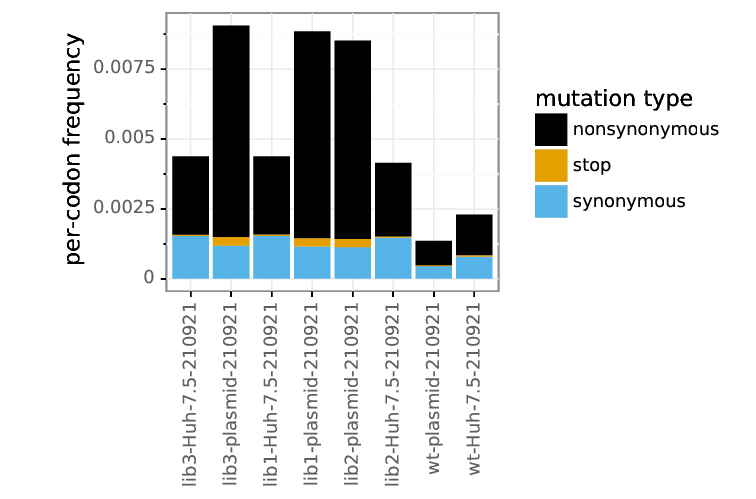 per-codon frequency
0.0075
0.005
0.0025
0
lib3-Huh-7.5-210921
lib3-plasmid-210921
lib1-Huh-7.5-210921
lib1-plasmid-210921
lib2-plasmid-210921
lib2-Huh-7.5-210921
wt-plasmid-210921
wt-Huh-7.5-210921
mutation type
nonsynonymous
stop
synonymous